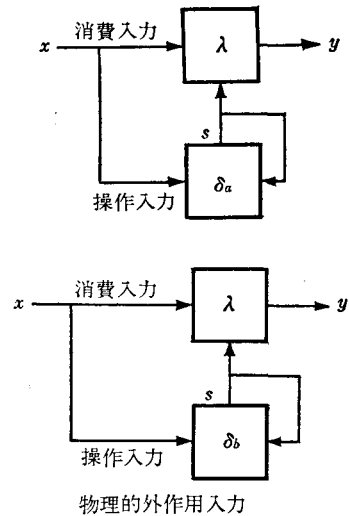 x 消費入力 λ y
s
操作入力 δa
x 消費入力 λ y
s
操作入力 δb
物理的外作用入力